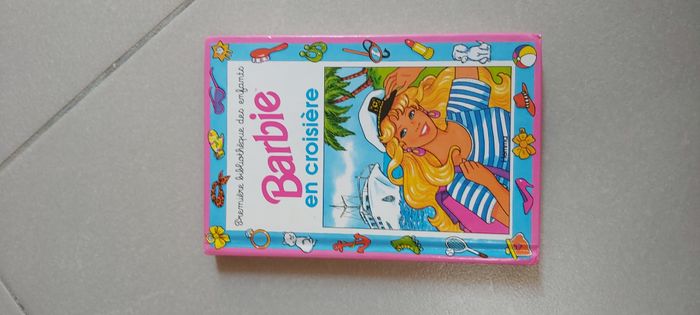 Première bibliothèque des enfants
Barbie
en croisière